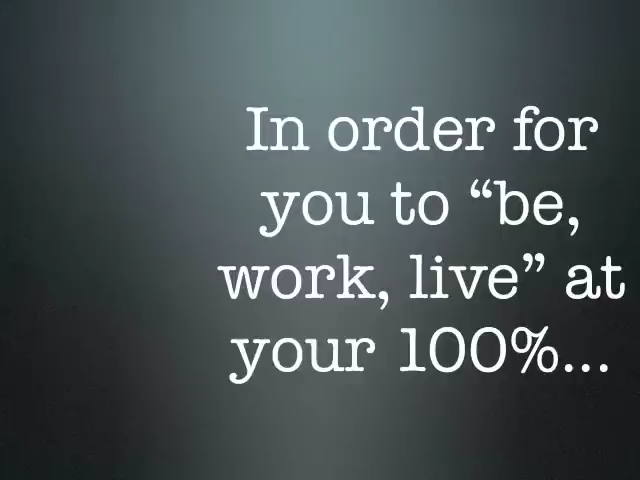 In order for
you to “be,
work, live” at
your 100%...